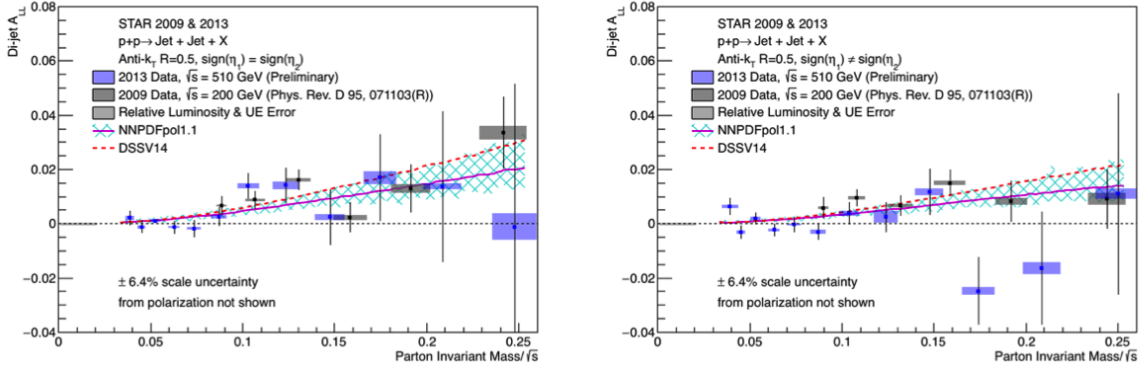 Di-jet A_LL
0.08
0.06
0.04
0.02
0
−0.02
−0.04
STAR 2009 & 2013
p+p→ Jet + Jet + X
Anti-k_T R=0.5, sign(η_1) = sign(η_2)
2013 Data, √s = 510 GeV (Preliminary)
2009 Data, √s = 200 GeV (Phys. Rev. D 95, 071103(R))
Relative Luminosity & UE Error
NNPDFpol1.1
DSSV14
± 6.4% scale uncertainty
from polarization not shown
0 0.05 0.1 0.15 0.2 0.25
Parton Invariant Mass/√s
Di-jet A_LL
0.08
0.06
0.04
0.02
0
−0.02
−0.04
STAR 2009 & 2013
p+p→ Jet + Jet + X
Anti-k_T R=0.5, sign(η_1) ≠ sign(η_2)
2013 Data, √s = 510 GeV (Preliminary)
2009 Data, √s = 200 GeV (Phys. Rev. D 95, 071103(R))
Relative Luminosity & UE Error
NNPDFpol1.1
DSSV14
± 6.4% scale uncertainty
from polarization not shown
0 0.05 0.1 0.15 0.2 0.25
Parton Invariant Mass/√s